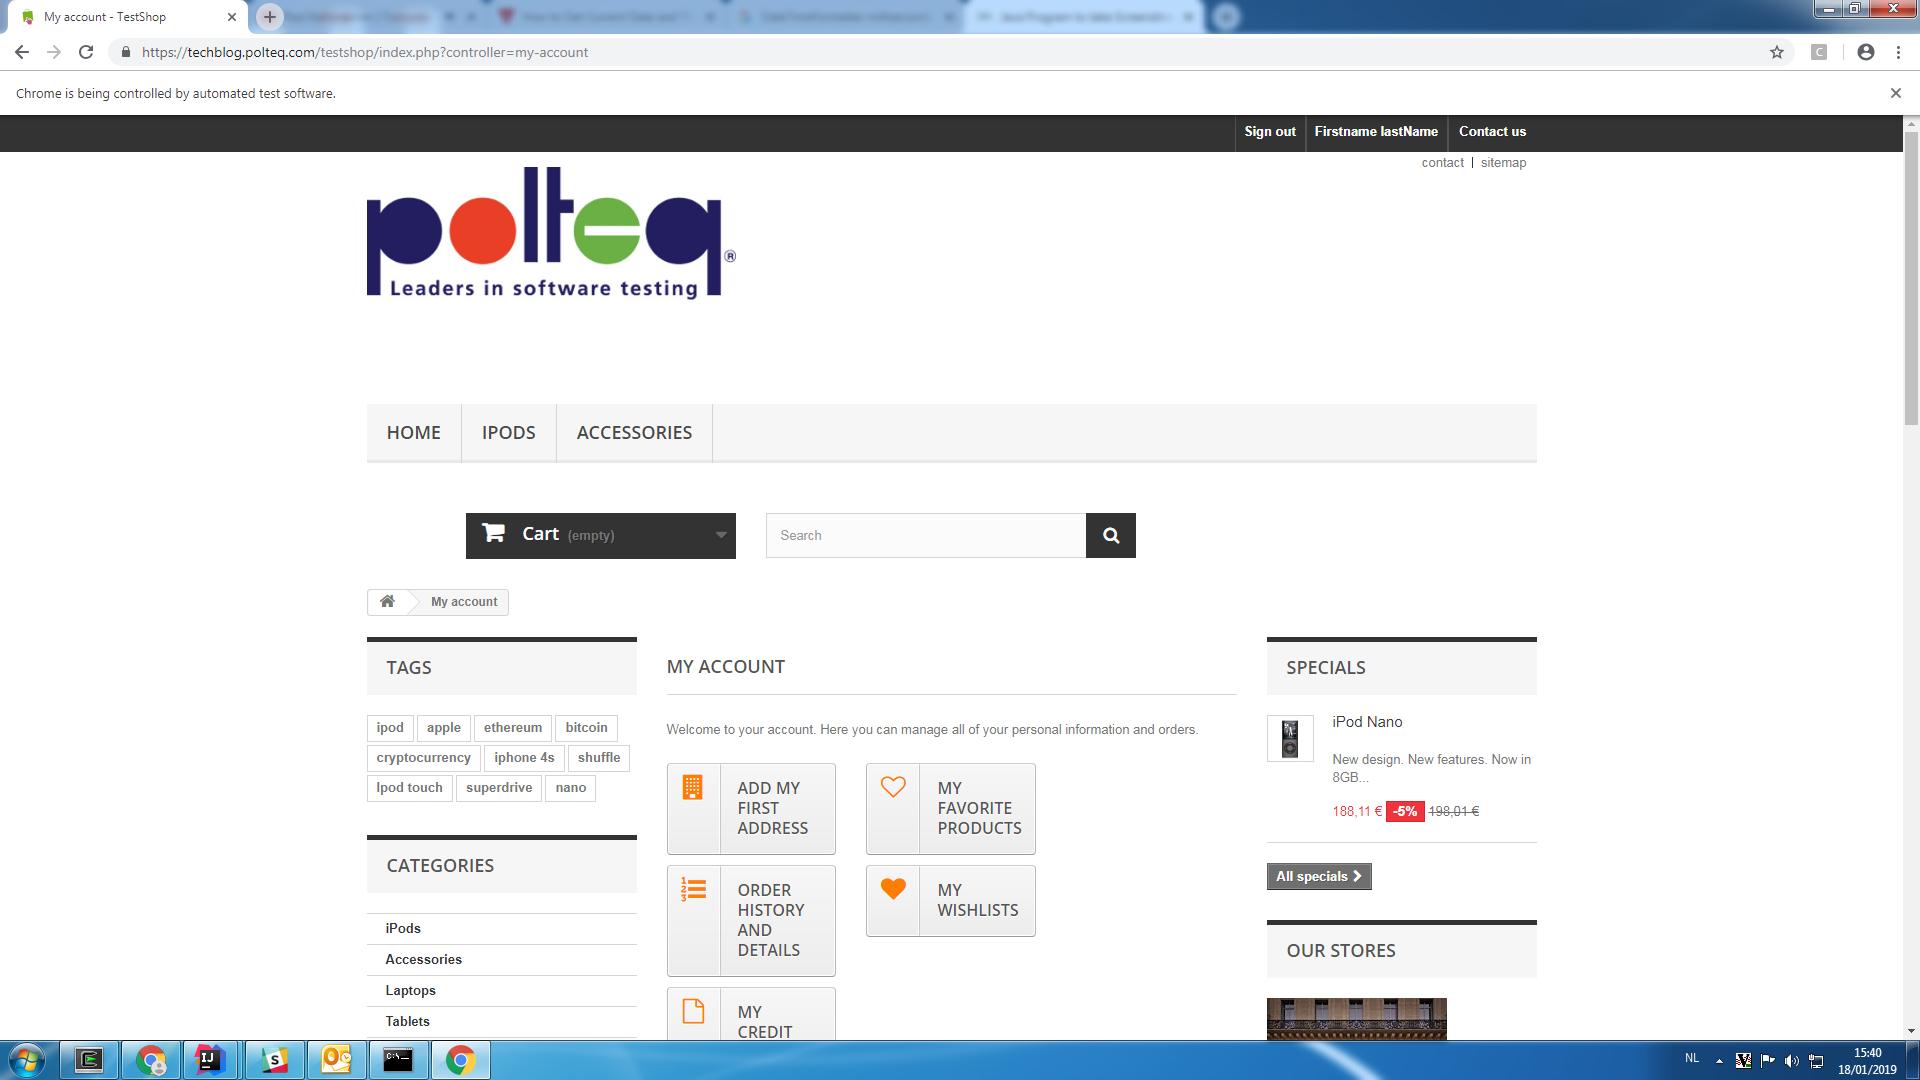 My account - TestShop
https://techblog.polteq.com/testshop/index.php?controller=my-account
C
Chrome is being controlled by automated test software.
Sign out
Firstname lastName
Contact us
contact | sitemap
polteq®
Leaders in software testing
HOME
IPODS
ACCESSORIES
Cart (empty)
Search
My account
TAGS
ipod
apple
ethereum
bitcoin
cryptocurrency
iphone 4s
shuffle
Ipod touch
superdrive
nano
CATEGORIES
iPods
Accessories
Laptops
Tablets
MY ACCOUNT
Welcome to your account. Here you can manage all of your personal information and orders.
ADD MY
FIRST
ADDRESS
MY
FAVORITE
PRODUCTS
ORDER
HISTORY
AND
DETAILS
MY
WISHLISTS
MY
CREDIT
SPECIALS
iPod Nano
New design. New features. Now in
8GB...
188,11 € -5% 198,01 €
All specials
OUR STORES
NL
15:40
18/01/2019